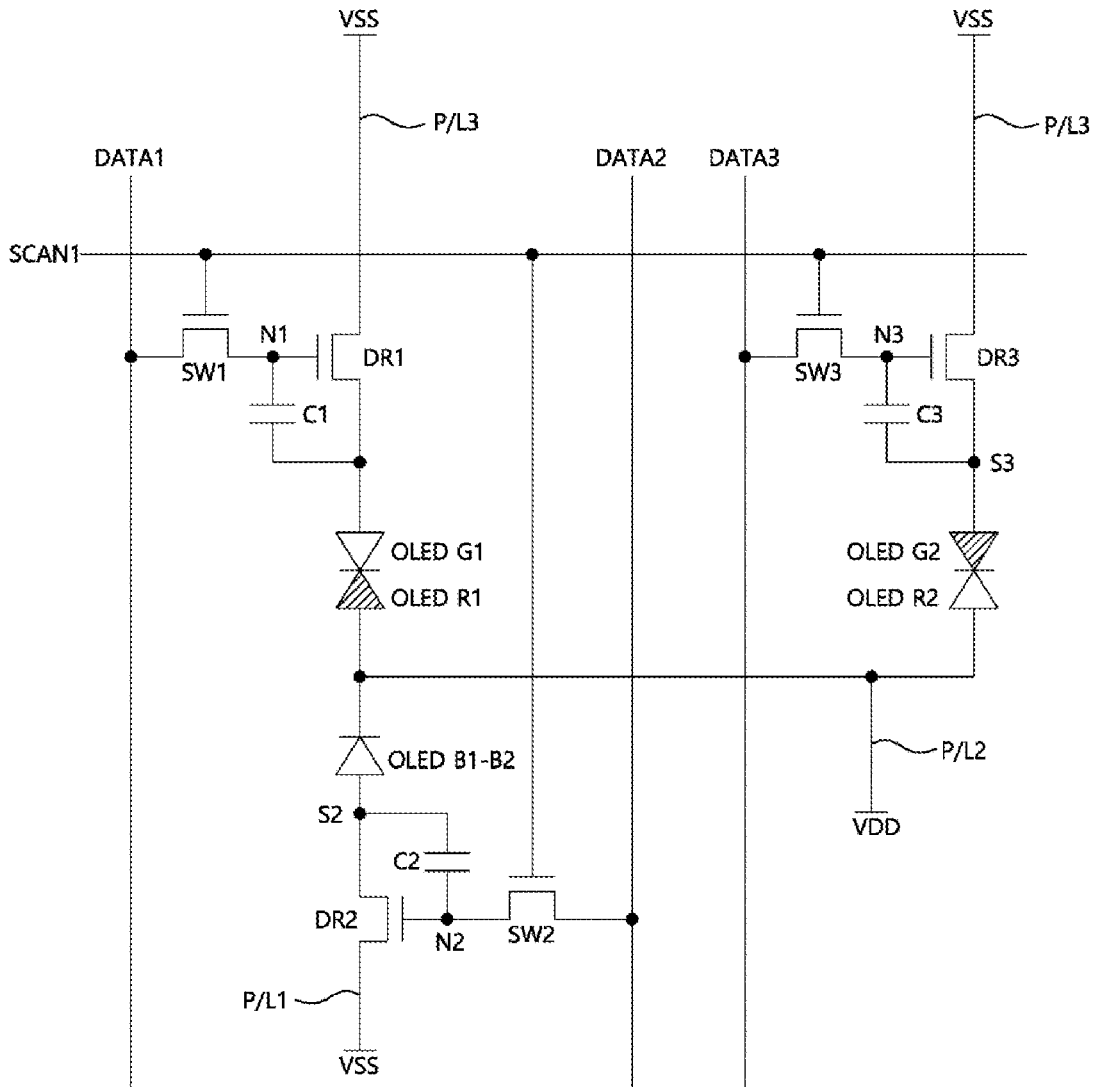 VSS
VSS
P/L3
P/L3
DATA1
DATA2
DATA3
SCAN1
N1
DR1
SW1
C1
N3
DR3
SW3
C3
S3
OLED G1
OLED R1
OLED G2
OLED R2
OLED B1-B2
P/L2
S2
VDD
C2
DR2
N2
SW2
P/L1
VSS